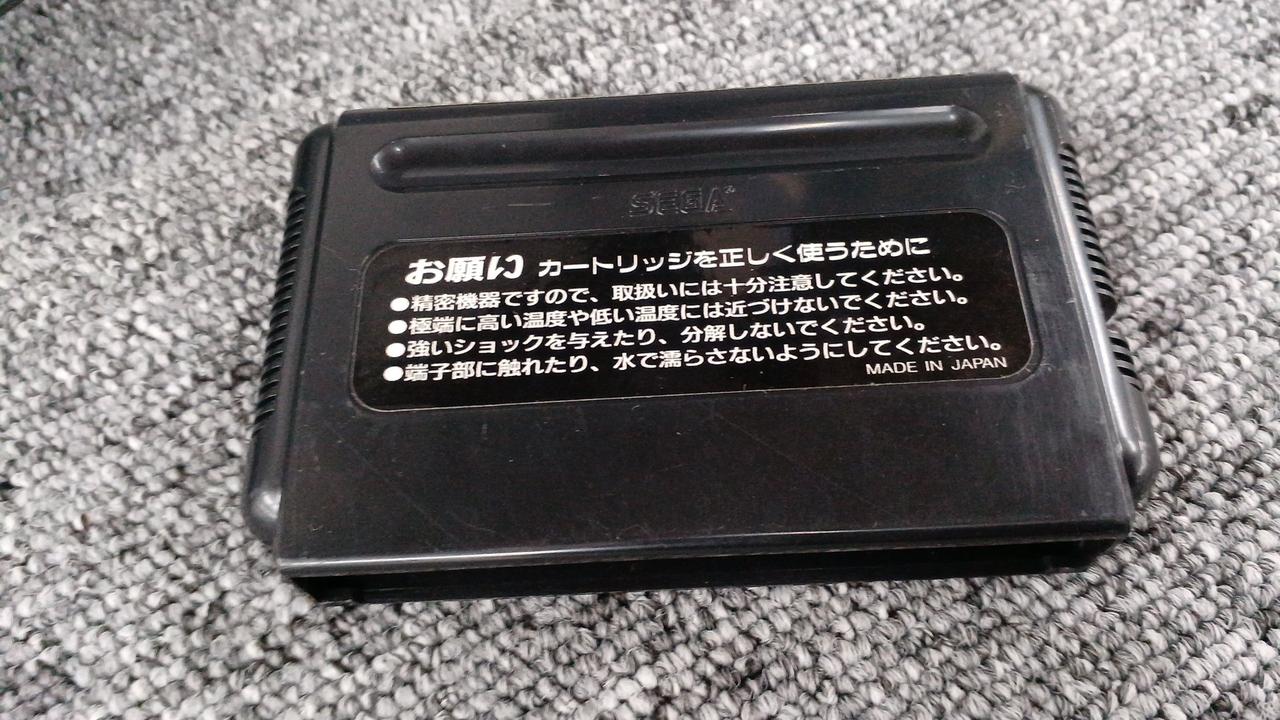 SEGA
お願い カートリッジを正しく使うために
●精密機器ですので、取扱いには十分注意してください。
●極端に高い温度や低い温度には近づけないでください。
●強いショックを与えたり、分解しないでください。
●端子部に触れたり、水で濡らさないようにしてください。
MADE IN JAPAN